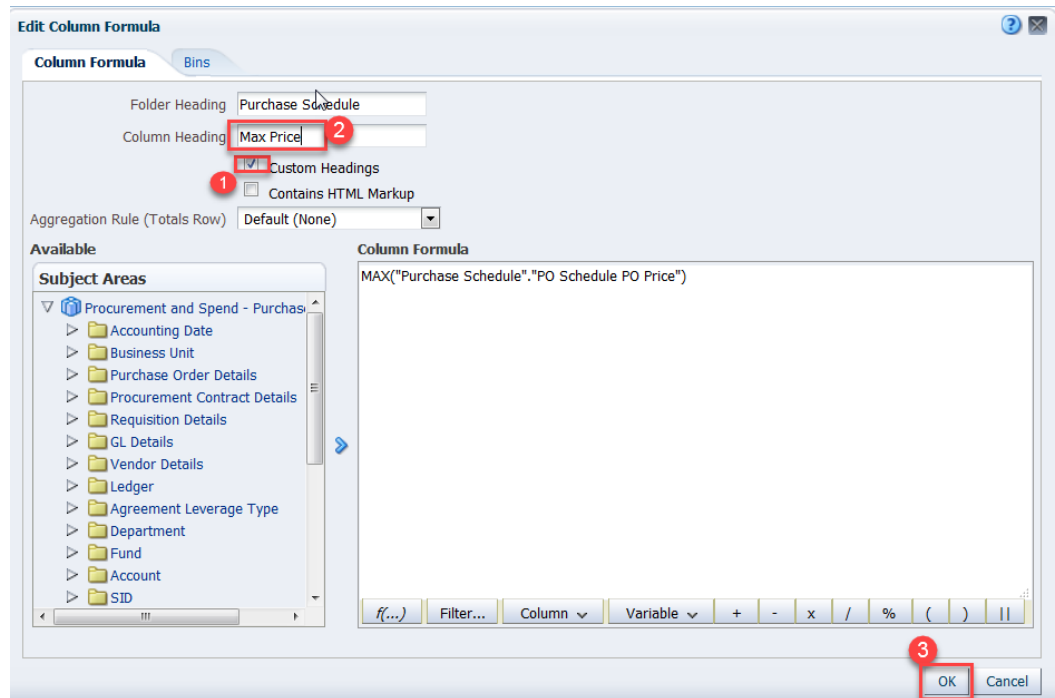 Edit Column Formula
Column Formula Bins
Folder Heading Purchase Schedule
Column Heading Max Price 2
Custom Headings
1
Contains HTML Markup
Aggregation Rule (Totals Row) Default (None)
Available
Subject Areas
Procurement and Spend - Purchas
Accounting Date
Business Unit
Purchase Order Details
Procurement Contract Details
Requisition Details
GL Details
Vendor Details
Ledger
Agreement Leverage Type
Department
Fund
Account
SID
Column Formula
MAX("Purchase Schedule"."PO Schedule PO Price")
f(...) Filter... Column Variable + - x / % ( ) ||
3
OK Cancel